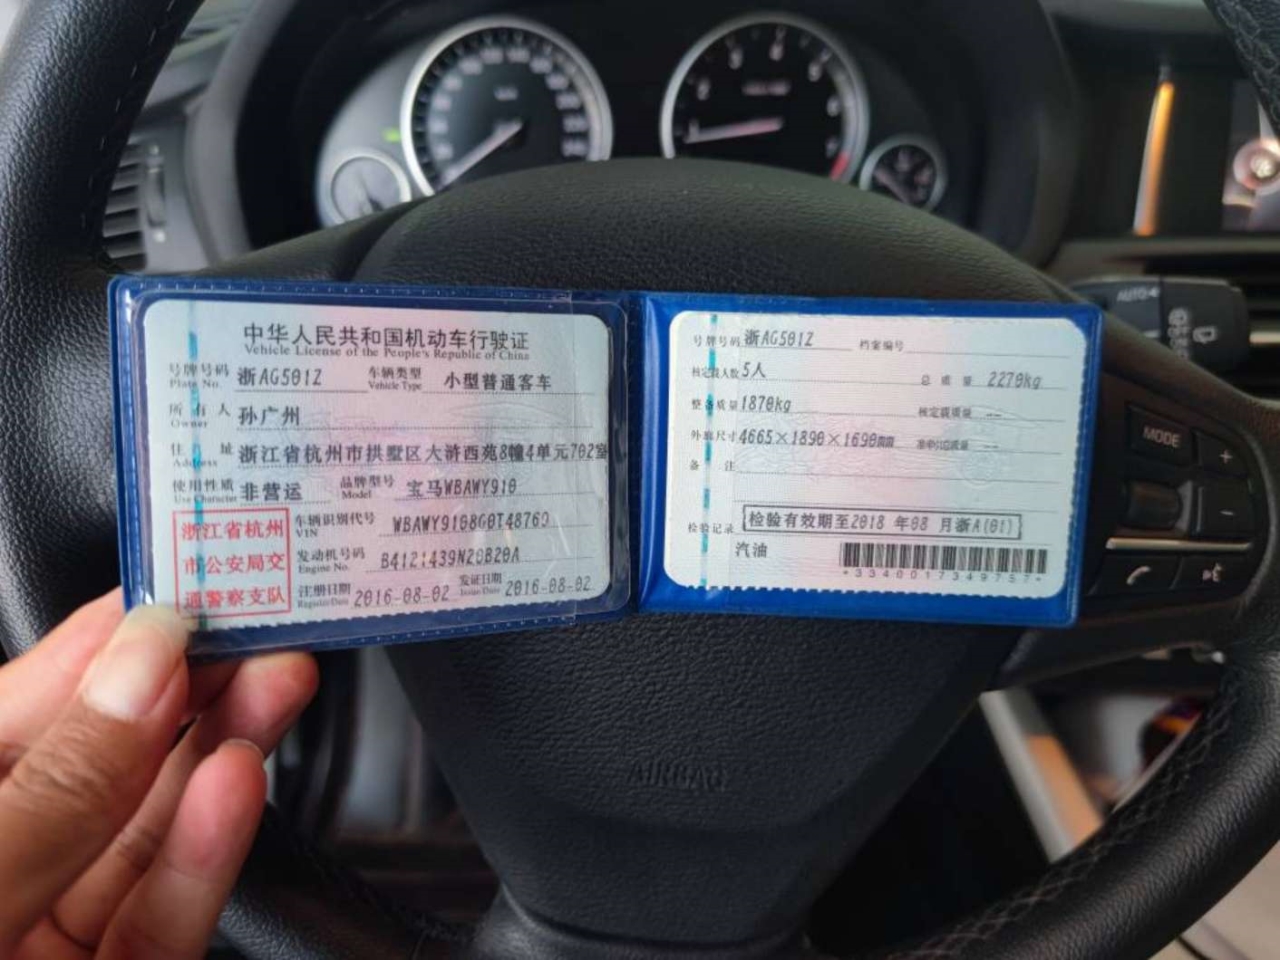 中华人民共和国机动车行驶证
Vehicle License of the People's Republic of China
号牌号码 浙AG501Z 车辆类型 小型普通客车
Plate No. Vehicle Type
所有人 孙广州
Owner
住址 浙江省杭州市拱墅区大浒西苑8幢4单元702室
Address
使用性质 非营运 品牌型号 宝马WBAWY910
Use Character Model
浙江省杭州
市公安局交
通警察支队
车辆识别代号
VIN
发动机号码 B4121439N20B20A
Engine No.
注册日期 2016-08-02 发证日期 2016-08-02
Register Date Issue Date
号牌号码 浙AG501Z 档案编号
核定载人数 5人 总质量 2270kg
整备质量 1870kg 核定载质量 --
外廓尺寸 4665×1890×1690mm 准牵引总质量 --
备注
检验记录 检验有效期至2018 年08 月浙A(01)
汽油
*3340017349757*
AUTO
MODE
+
-
AIRBAG